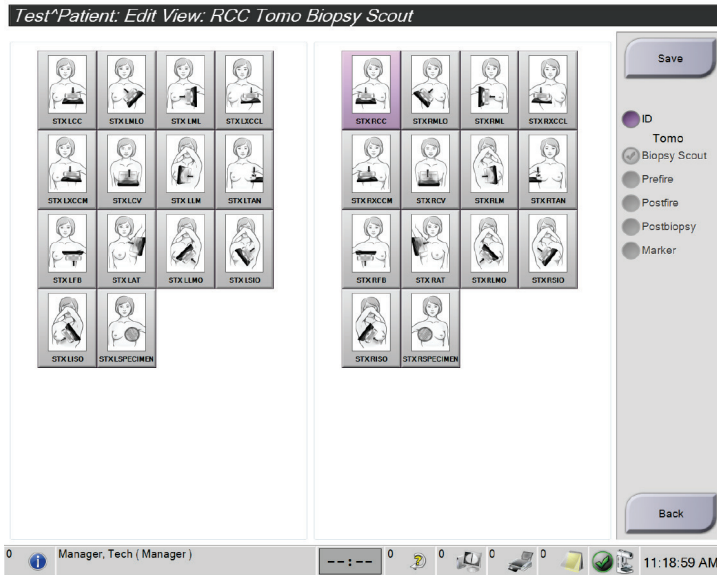 Test^Patient: Edit View: RCC Tomo Biopsy Scout
STX LCC STX LMLO STX LML STX LXCCL
STX LXCCM STX LCV STX LLM STX LTAN
STX LFB STX LAT STX LLMO STX LSIO
STX LISO STX LSPECIMEN
STX RCC STX RMLO STX RML STX RXCCL
STX RXCCM STX RCV STX RLM STX RTAN
STX RFB STX RAT STX RLMO STX RSIO
STX RISO STX RSPECIMEN
Save
ID
Tomo
Biopsy Scout
Prefire
Postfire
Postbiopsy
Marker
Back
0 Manager, Tech ( Manager ) --:-- 0 0 0 0 11:18:59 AM